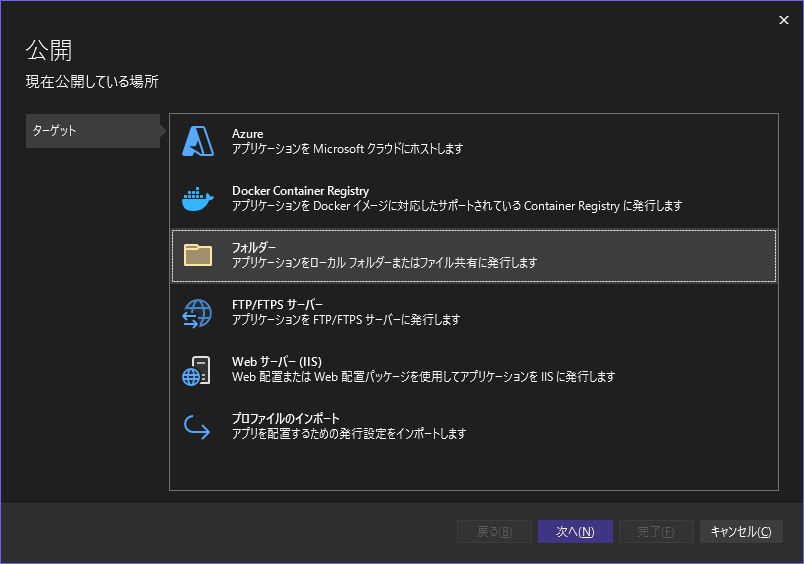 公開
現在公開している場所
ターゲット
Azure
アプリケーションを Microsoft クラウドにホストします
Docker Container Registry
アプリケーションを Docker イメージに対応したサポートされている Container Registry に発行します
フォルダー
アプリケーションをローカル フォルダーまたはファイル共有に発行します
FTP/FTPS サーバー
アプリケーションを FTP/FTPS サーバーに発行します
Web サーバー (IIS)
Web 配置または Web 配置パッケージを使用してアプリケーションを IIS に発行します
プロファイルのインポート
アプリを配置するための発行設定をインポートします
戻る(B) 次へ(N) 完了(F) キャンセル(C)